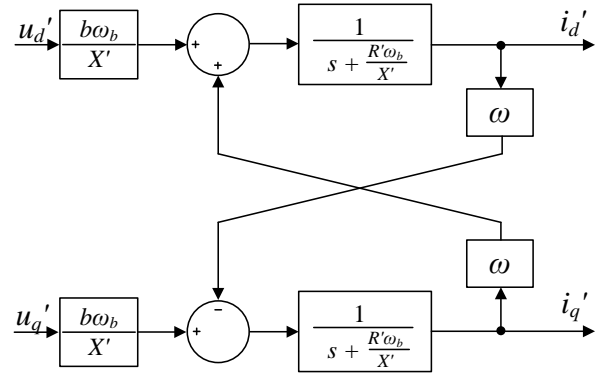 u_d' bω_b/X' + + 1/(s + R'ω_b/X') i_d'
ω
ω
u_q' bω_b/X' + - 1/(s + R'ω_b/X') i_q'